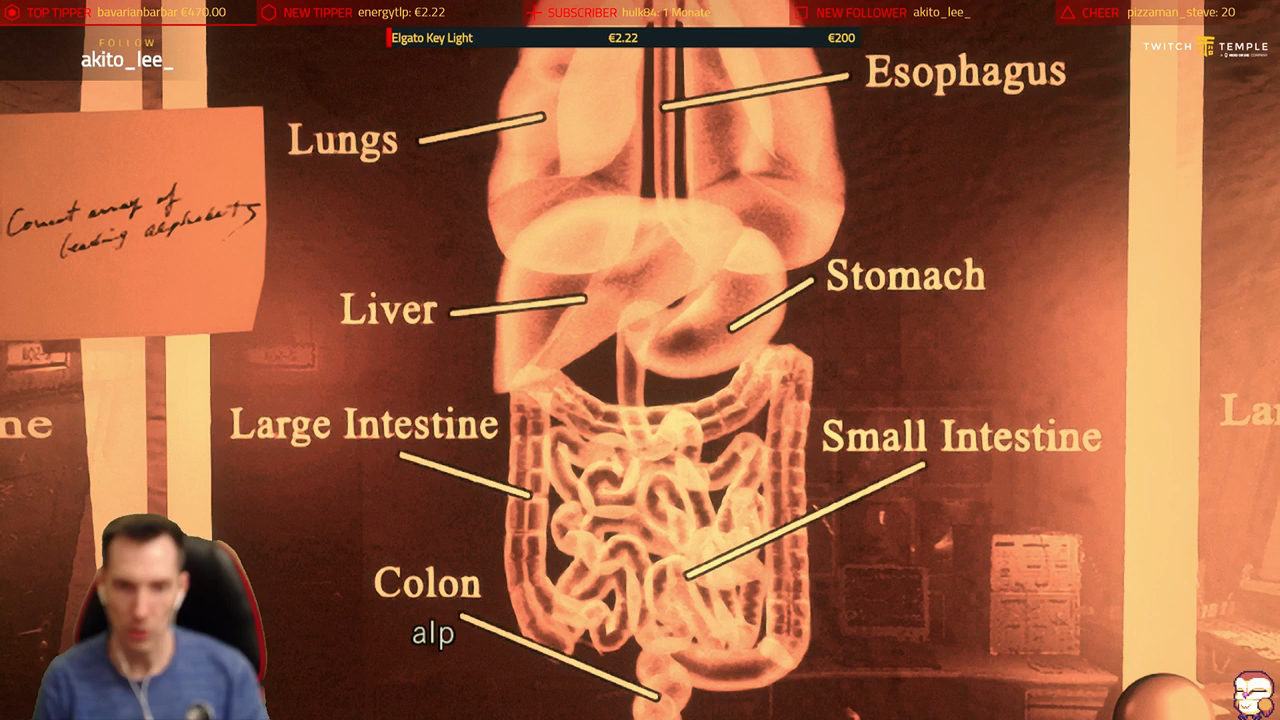 TOP TIPPER bavarianbarbar €470.00
NEW TIPPER energytlp: €2.22
SUBSCRIBER hulk84: 1 Monate
NEW FOLLOWER akito_lee_
CHEER pizzaman_steve: 20
Elgato Key Light €2.22 €200
FOLLOW
akito_lee_
TWITCH TEMPLE
Esophagus
Lungs
Correct array of
leading alphabets
Stomach
Liver
ne
Large Intestine
Small Intestine
La
Colon
alp